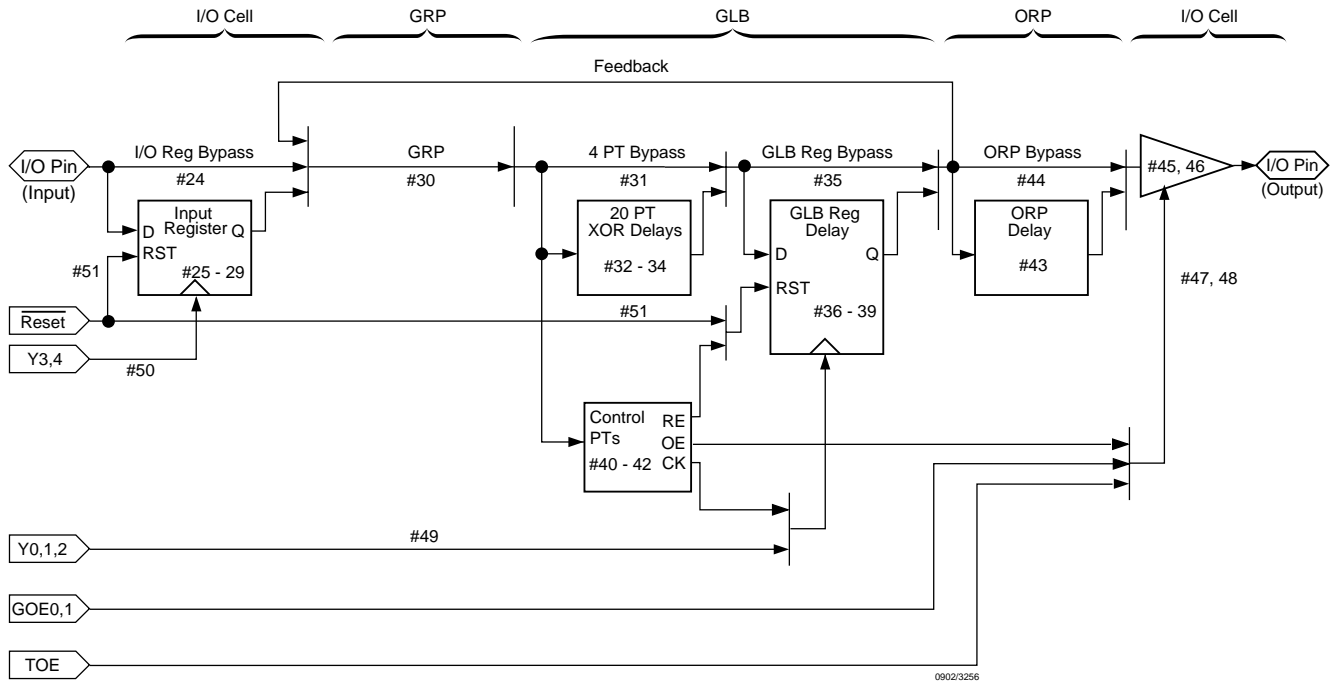 I/O Cell GRP GLB ORP I/O Cell
Feedback
I/O Pin
(Input)
I/O Reg Bypass
#24
GRP
#30
4 PT Bypass
#31
GLB Reg Bypass
#35
ORP Bypass
#44
#45, 46
I/O Pin
(Output)
Input
Register
D
Q
RST
#25 - 29
#51
20 PT
XOR Delays
#32 - 34
GLB Reg
Delay
D
Q
RST
#36 - 39
ORP
Delay
#43
#47, 48
Reset
#51
Y3,4
#50
Control
PTs
#40 - 42
RE
OE
CK
Y0,1,2
#49
GOE0,1
TOE
0902/3256